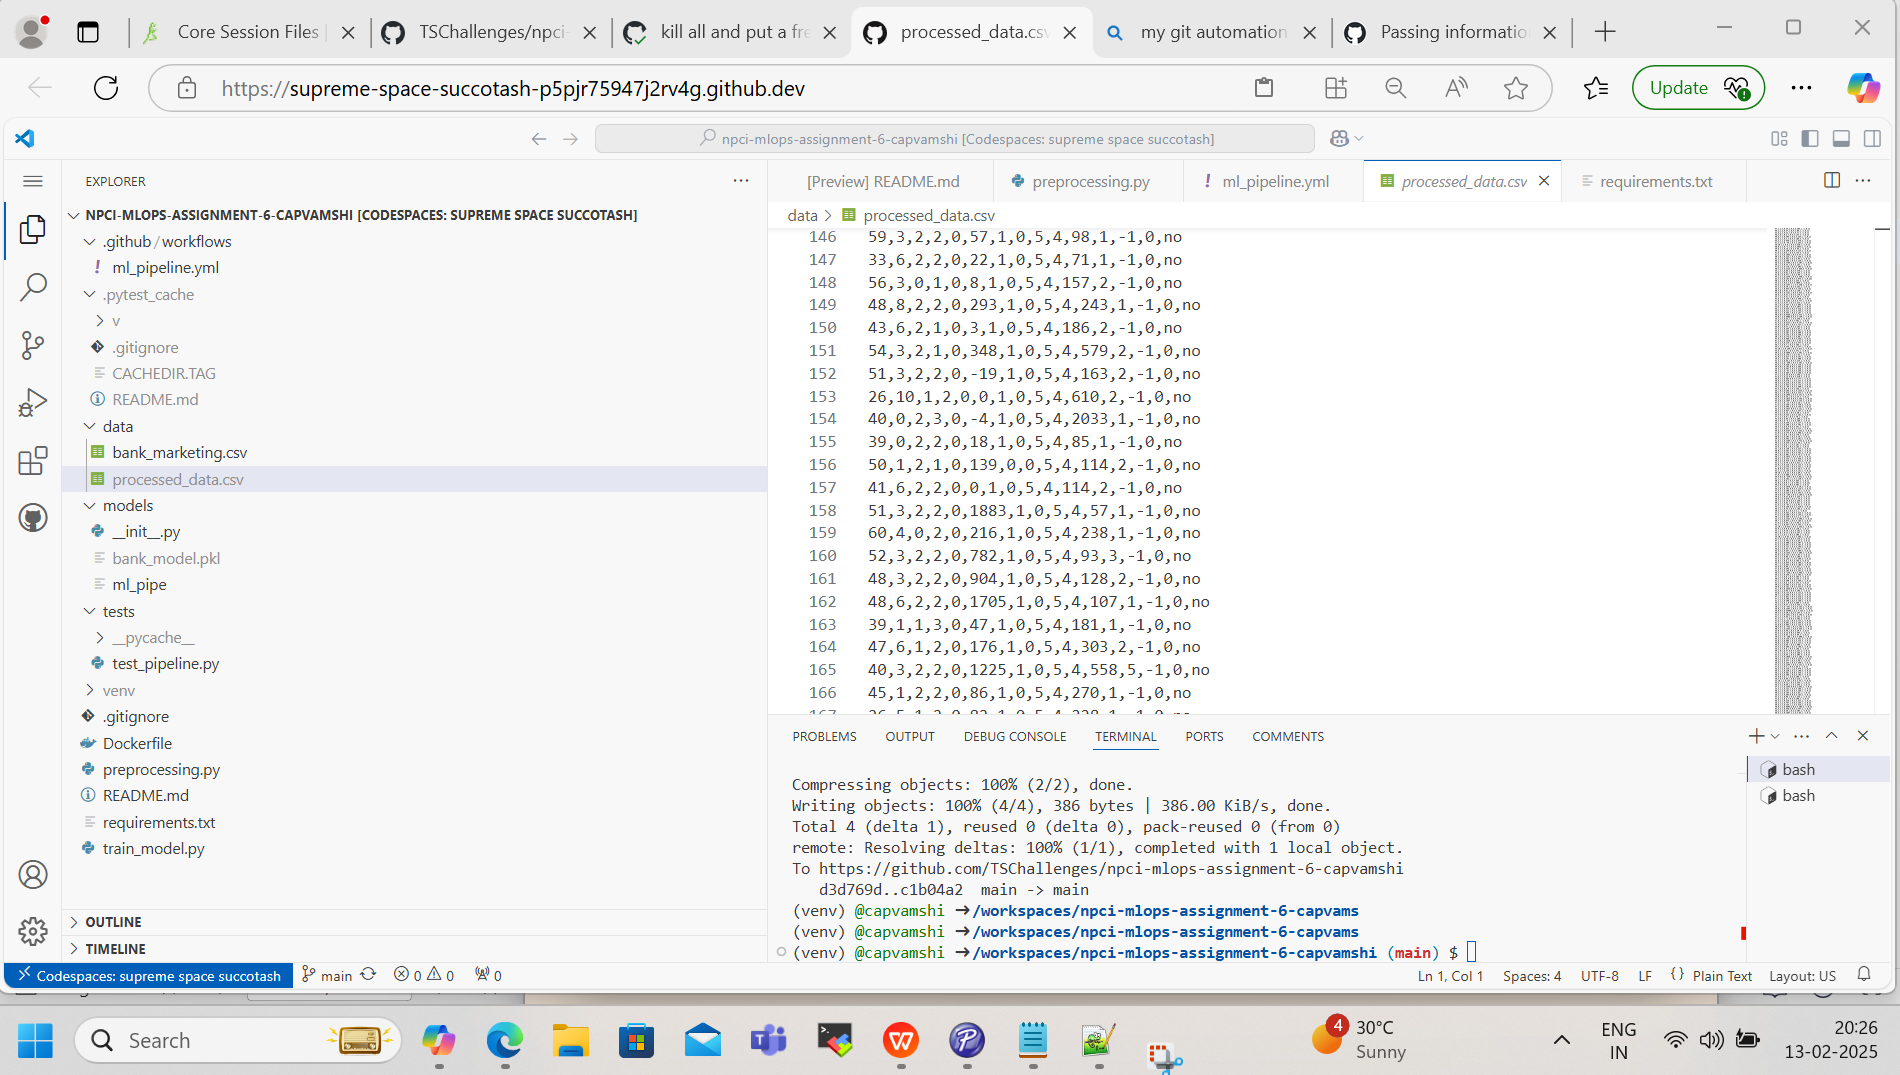 Core Session Files
TSChallenges/npci-
kill all and put a fre
processed_data.csv
my git automation
Passing informatio
https://supreme-space-succotash-p5pjr75947j2rv4g.github.dev
Update
npci-mlops-assignment-6-capvamshi [Codespaces: supreme space succotash]
EXPLORER
NPCI-MLOPS-ASSIGNMENT-6-CAPVAMSHI [CODESPACES: SUPREME SPACE SUCCOTASH]
.github / workflows
! ml_pipeline.yml
.pytest_cache
v
.gitignore
CACHEDIR.TAG
README.md
data
bank_marketing.csv
processed_data.csv
models
__init__.py
bank_model.pkl
ml_pipe
tests
__pycache__
test_pipeline.py
venv
.gitignore
Dockerfile
preprocessing.py
README.md
requirements.txt
train_model.py
OUTLINE
TIMELINE
[Preview] README.md
preprocessing.py
! ml_pipeline.yml
processed_data.csv
requirements.txt
data > processed_data.csv
146 59,3,2,2,0,57,1,0,5,4,98,1,-1,0,no
147 33,6,2,2,0,22,1,0,5,4,71,1,-1,0,no
148 56,3,0,1,0,8,1,0,5,4,157,2,-1,0,no
149 48,8,2,2,0,293,1,0,5,4,243,1,-1,0,no
150 43,6,2,1,0,3,1,0,5,4,186,2,-1,0,no
151 54,3,2,1,0,348,1,0,5,4,579,2,-1,0,no
152 51,3,2,2,0,-19,1,0,5,4,163,2,-1,0,no
153 26,10,1,2,0,0,1,0,5,4,610,2,-1,0,no
154 40,0,2,3,0,-4,1,0,5,4,2033,1,-1,0,no
155 39,0,2,2,0,18,1,0,5,4,85,1,-1,0,no
156 50,1,2,1,0,139,0,0,5,4,114,2,-1,0,no
157 41,6,2,2,0,0,1,0,5,4,114,2,-1,0,no
158 51,3,2,2,0,1883,1,0,5,4,57,1,-1,0,no
159 60,4,0,2,0,216,1,0,5,4,238,1,-1,0,no
160 52,3,2,2,0,782,1,0,5,4,93,3,-1,0,no
161 48,3,2,2,0,904,1,0,5,4,128,2,-1,0,no
162 48,6,2,2,0,1705,1,0,5,4,107,1,-1,0,no
163 39,1,1,3,0,47,1,0,5,4,181,1,-1,0,no
164 47,6,1,2,0,176,1,0,5,4,303,2,-1,0,no
165 40,3,2,2,0,1225,1,0,5,4,558,5,-1,0,no
166 45,1,2,2,0,86,1,0,5,4,270,1,-1,0,no
PROBLEMS OUTPUT DEBUG CONSOLE TERMINAL PORTS COMMENTS
bash
bash
Compressing objects: 100% (2/2), done.
Writing objects: 100% (4/4), 386 bytes | 386.00 KiB/s, done.
Total 4 (delta 1), reused 0 (delta 0), pack-reused 0 (from 0)
remote: Resolving deltas: 100% (1/1), completed with 1 local object.
To https://github.com/TSChallenges/npci-mlops-assignment-6-capvamshi
d3d769d..c1b04a2 main -> main
(venv) @capvamshi ➜/workspaces/npci-mlops-assignment-6-capvams
(venv) @capvamshi ➜/workspaces/npci-mlops-assignment-6-capvams
(venv) @capvamshi ➜/workspaces/npci-mlops-assignment-6-capvamshi (main) $
Codespaces: supreme space succotash main 0 0 0
Ln 1, Col 1 Spaces: 4 UTF-8 LF {} Plain Text Layout: US
Search
4
30°C
Sunny
ENG
IN
20:26
13-02-2025